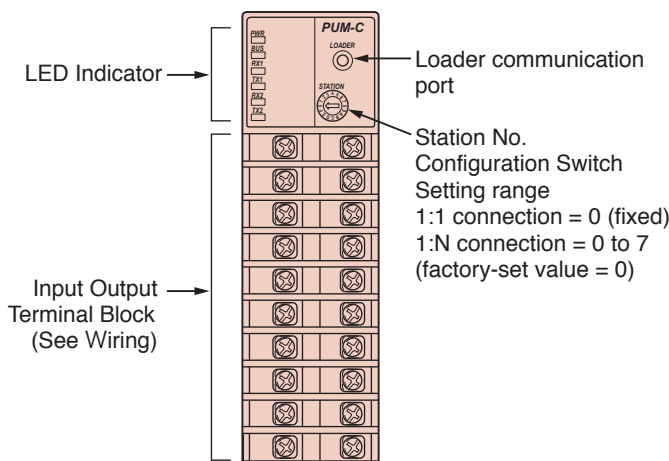 PUM-C
PWR
BUS
RX1
TX1
RX2
TX2
LOADER
STATION
LED Indicator
Loader communication
port
Station No.
Configuration Switch
Setting range
1:1 connection = 0 (fixed)
1:N connection = 0 to 7
(factory-set value = 0)
Input Output
Terminal Block
(See Wiring)